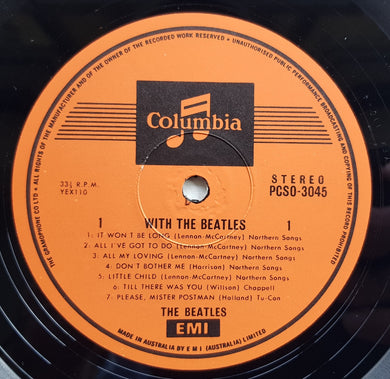 THE GRAMOPHONE CO LTD • ALL RIGHTS OF THE MANUFACTURER AND OF THE OWNER OF THE RECORDED WORK RESERVED • UNAUTHORISED PUBLIC PERFORMANCE BROADCASTING AND COPYING OF THIS RECORD PROHIBITED
Columbia
33⅓ R.P.M.
YEX110
STEREO
PCSO-3045
1 WITH THE BEATLES 1
1: IT WON'T BE LONG (Lennon-McCartney) Northern Songs
2: ALL I'VE GOT TO DO (Lennon-McCartney) Northern Songs
3: ALL MY LOVING (Lennon-McCartney) Northern Songs
4: DON'T BOTHER ME (Harrison) Northern Songs
5: LITTLE CHILD (Lennon-McCartney) Northern Songs
6: TILL THERE WAS YOU (Willson) Chappell
7: PLEASE, MISTER POSTMAN (Holland) Tu-Con
THE BEATLES
EMI
MADE IN AUSTRALIA BY E M I (AUSTRALIA) LIMITED